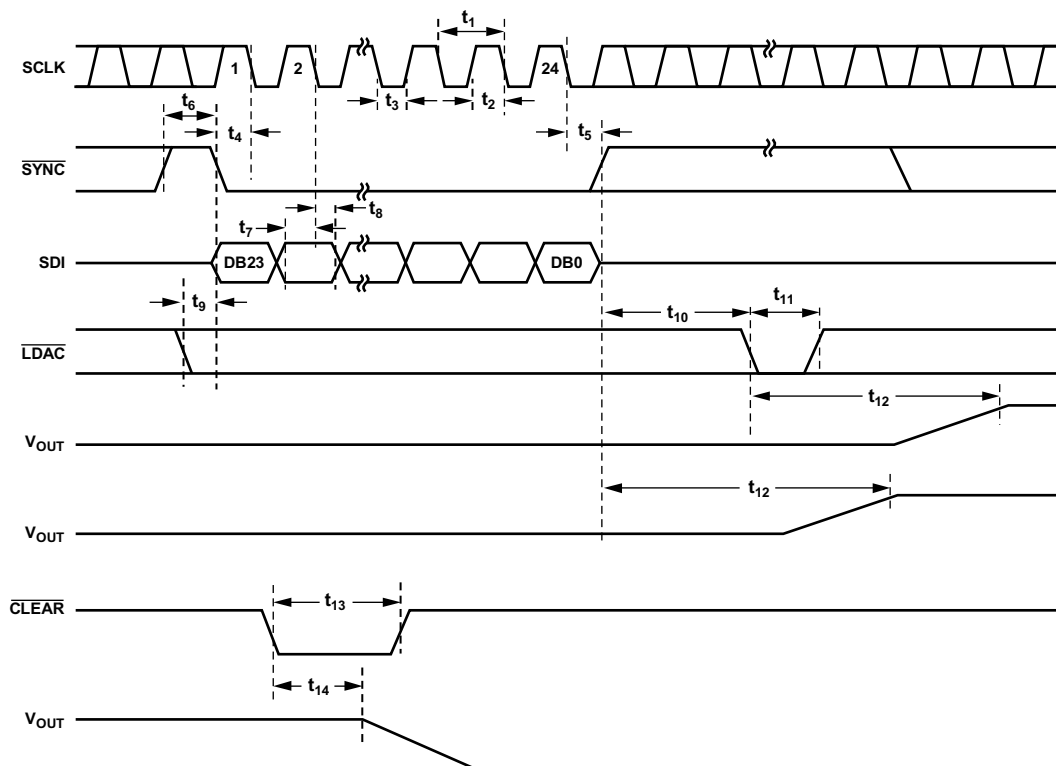 t1
SCLK
1
2
24
t3
t2
t6
t4
t5
SYNC
t7
t8
SDI
DB23
DB0
t9
t10
t11
LDAC
t12
VOUT
t12
VOUT
CLEAR
t13
t14
VOUT